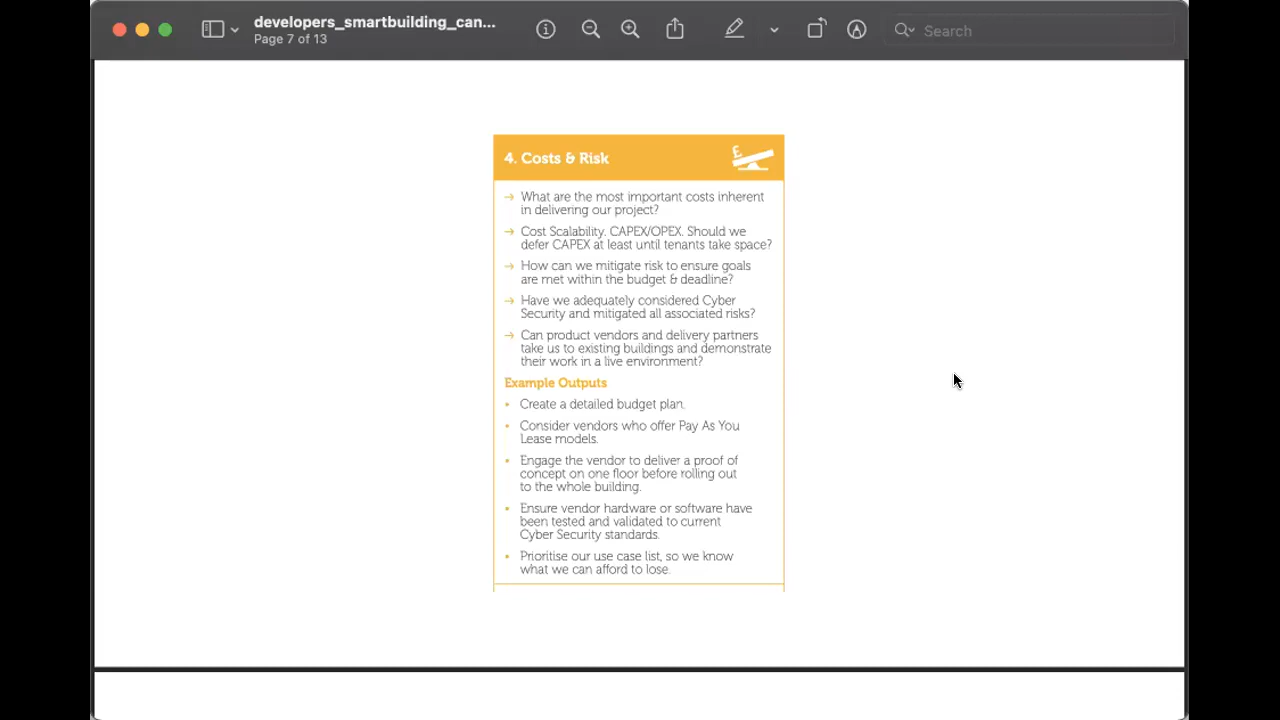 developers_smartbuilding_can...
Page 7 of 13
Search
4. Costs & Risk
£
→ What are the most important costs inherent
in delivering our project?
→ Cost Scalability. CAPEX/OPEX. Should we
defer CAPEX at least until tenants take space?
→ How can we mitigate risk to ensure goals
are met within the budget & deadline?
→ Have we adequately considered Cyber
Security and mitigated all associated risks?
→ Can product vendors and delivery partners
take us to existing buildings and demonstrate
their work in a live environment?
Example Outputs
• Create a detailed budget plan.
• Consider vendors who offer Pay As You
Lease models.
• Engage the vendor to deliver a proof of
concept on one floor before rolling out
to the whole building.
• Ensure vendor hardware or software have
been tested and validated to current
Cyber Security standards.
• Prioritise our use case list, so we know
what we can afford to lose.